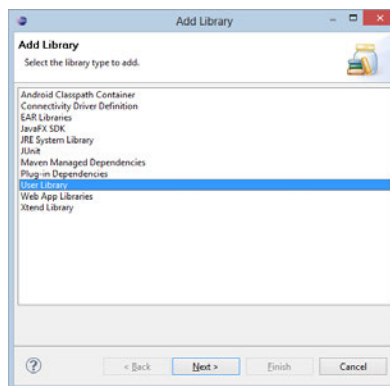 Add Library
Add Library
Select the library type to add.
Android Classpath Container
Connectivity Driver Definition
EAR Libraries
JavaFX SDK
JRE System Library
JUnit
Maven Managed Dependencies
Plug-in Dependencies
User Library
Web App Libraries
Xtend Library
?
< Back
Next >
Finish
Cancel